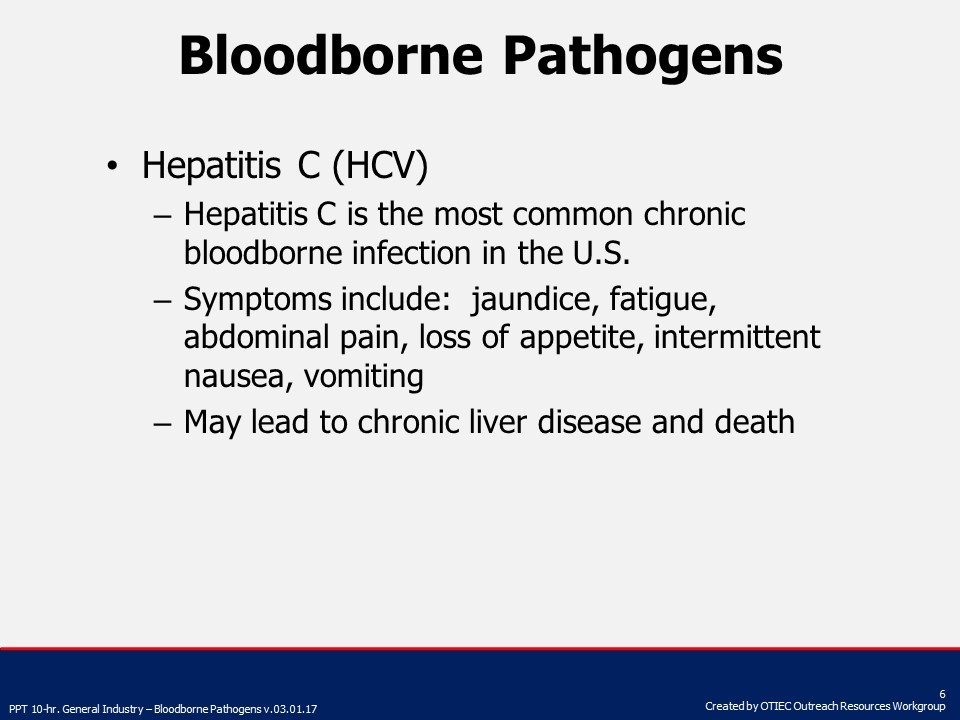 Bloodborne Pathogens
• Hepatitis C (HCV)
– Hepatitis C is the most common chronic
bloodborne infection in the U.S.
– Symptoms include:  jaundice, fatigue,
abdominal pain, loss of appetite, intermittent
nausea, vomiting
– May lead to chronic liver disease and death
6
PPT 10-hr. General Industry – Bloodborne Pathogens v.03.01.17
Created by OTIEC Outreach Resources Workgroup